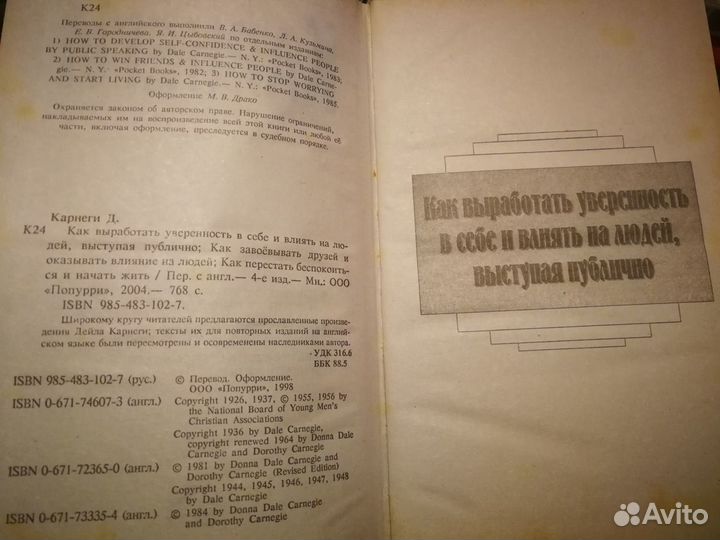 К24
Переводы с английского выполнили В. А. Бабенко, Л. А. Кузьмина,
Е. В. Городничева, Я. И. Цыбовский по отдельным изданиям:
1) HOW TO DEVELOP SELF-CONFIDENCE & INFLUENCE PEOPLE
BY PUBLIC SPEAKING by Dale Carnegie.— N. Y.: «Pocket Books», 1982;
2) HOW TO WIN FRIENDS & INFLUENCE PEOPLE by Dale Carne-
gie.— N. Y.: «Pocket Books», 1982; 3) HOW TO STOP WORRYING
AND START LIVING by Dale Carnegie.— N. Y.: «Pocket Books», 1985.
Оформление М. В. Драко
Охраняется законом об авторском праве. Нарушение ограничений,
накладываемых им на воспроизведение всей этой книги или любой её
части, включая оформление, преследуется в судебном порядке.
Карнеги Д.
К24 Как выработать уверенность в себе и влиять на лю-
дей, выступая публично; Как завоёвывать друзей и
оказывать влияние на людей; Как перестать беспокоить-
ся и начать жить / Пер. с англ.— 4-е изд.— Мн.: ООО
«Попурри», 2004.— 768 с.
ISBN 985-483-102-7.
Широкому кругу читателей предлагаются прославленные произве-
дения Дейла Карнеги; тексты их для повторных изданий на англий-
ском языке были пересмотрены и осовременены наследниками автора.
УДК 316.6
ББК 88.5
ISBN 985-483-102-7 (рус.) © Перевод. Оформление.
ООО «Попурри», 1998
ISBN 0-671-74607-3 (англ.) Copyright 1926, 1937, © 1955, 1956 by
the National Board of Young Men's
Christian Associations
Copyright 1936 by Dale Carnegie,
copyright renewed 1964 by Donna Dale
Carnegie and Dorothy Carnegie
ISBN 0-671-72365-0 (англ.) © 1981 by Donna Dale Carnegie and
Dorothy Carnegie (Revised Edition)
Copyright 1944, 1945, 1946, 1947, 1948
by Dale Carnegie
ISBN 0-671-73335-4 (англ.) © 1984 by Donna Dale Carnegie
and Dorothy Carnegie
Как выработать уверенность
в себе и влиять на людей,
выступая публично
Avito